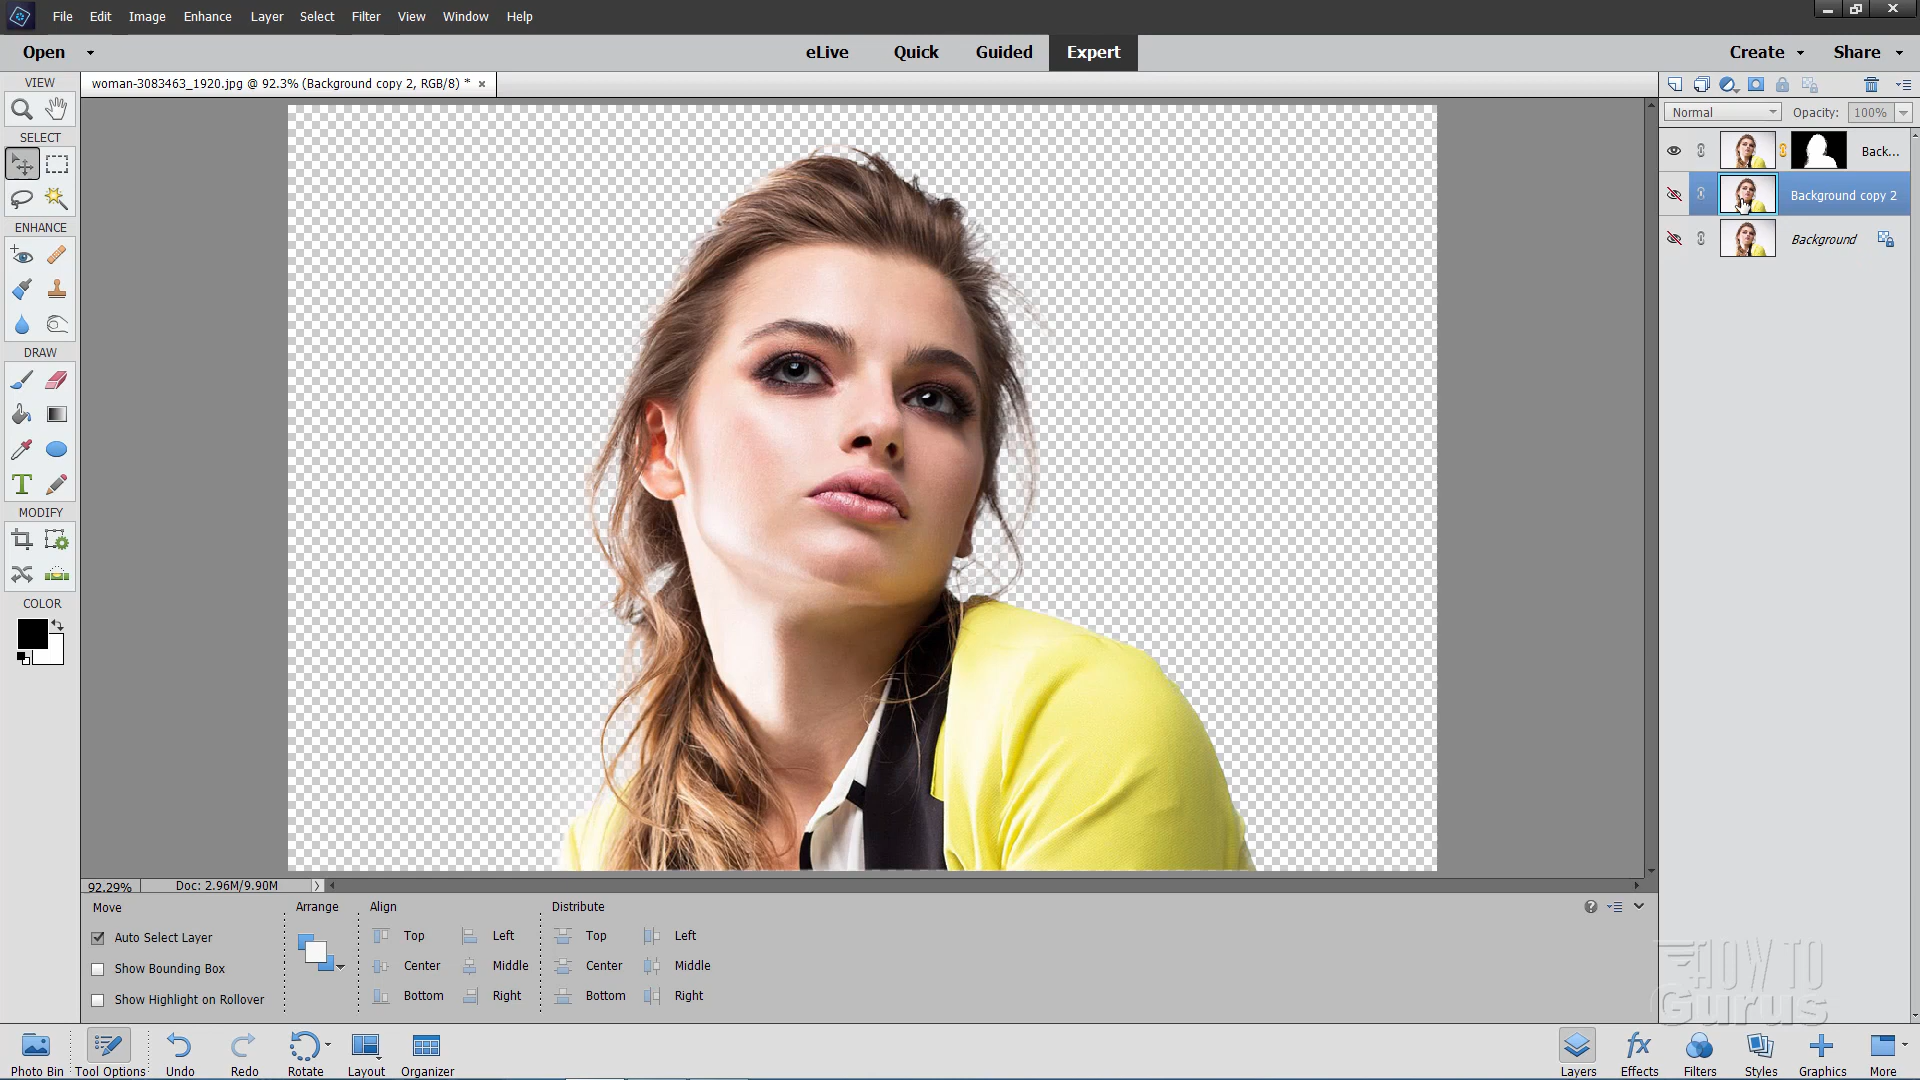 File Edit Image Enhance Layer Select Filter View Window Help
Open eLive Quick Guided Expert Create Share
VIEW woman-3083463_1920.jpg @ 92.3% (Background copy 2, RGB/8) * ×
Normal Opacity: 100%
SELECT
Back...
Background copy 2
ENHANCE
Background
DRAW
T
MODIFY
COLOR
92.29% Doc: 2.96M/9.90M
Move Arrange Align Distribute
Auto Select Layer Top Left Top Left
Show Bounding Box Center Middle Center Middle
Show Highlight on Rollover Bottom Right Bottom Right
HOW TO
Gurus
fx
Photo Bin Tool Options Undo Redo Rotate Layout Organizer Layers Effects Filters Styles Graphics More